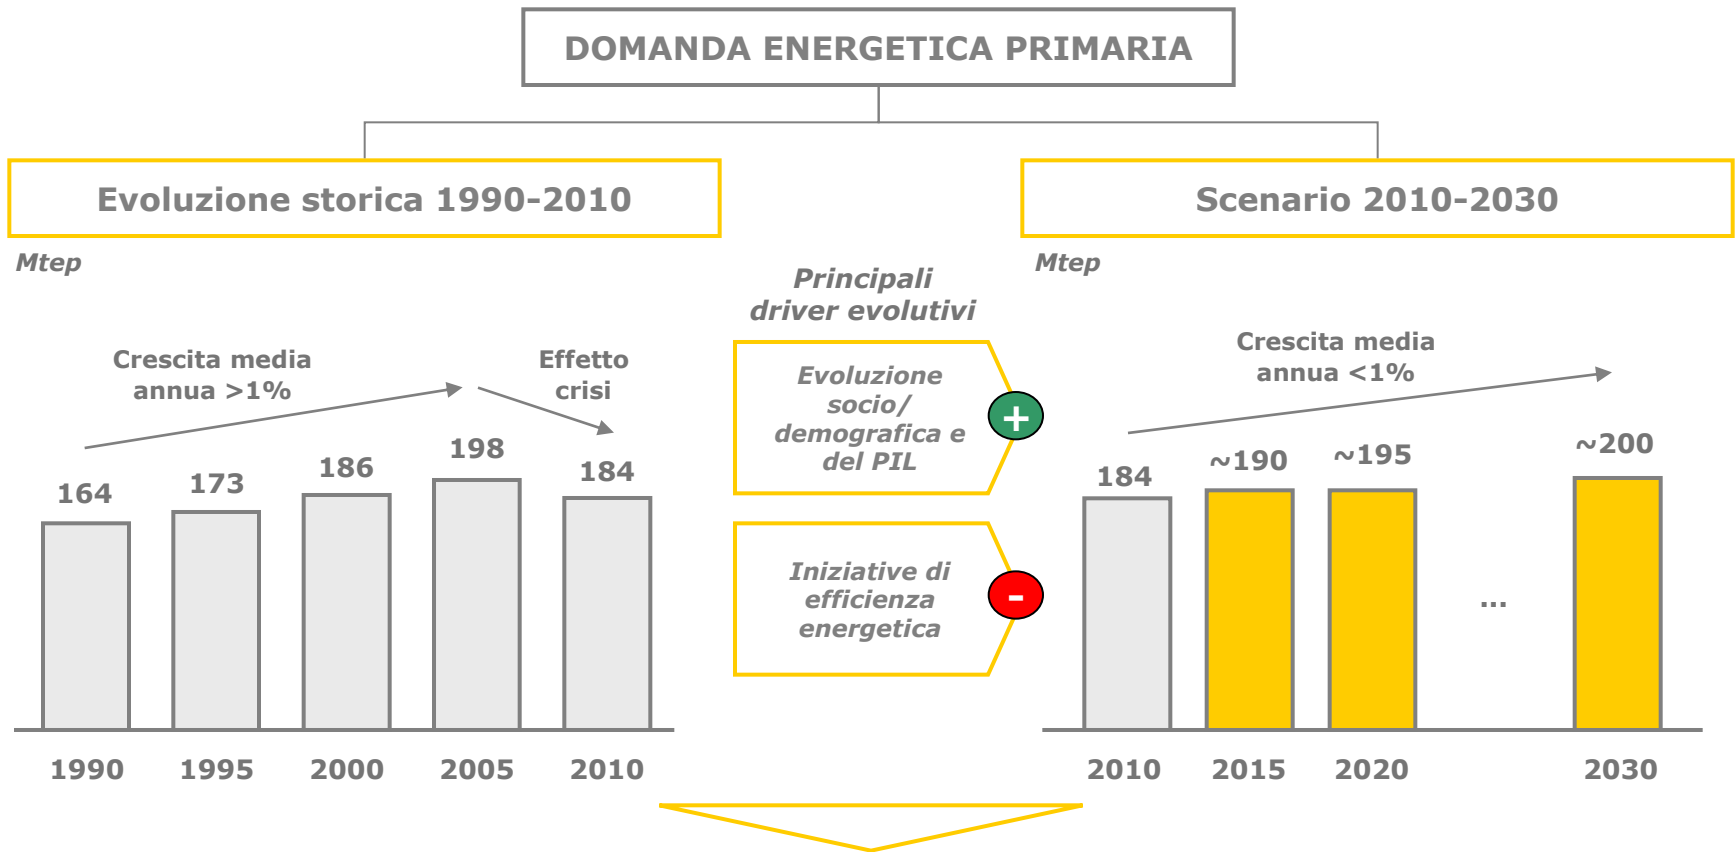 DOMANDA ENERGETICA PRIMARIA
Evoluzione storica 1990-2010
Mtep
Crescita media
annua >1%
Effetto
crisi
164
173
186
198
184
1990
1995
2000
2005
2010
Principali
driver evolutivi
Evoluzione
socio/
demografica e
del PIL
+
Iniziative di
efficienza
energetica
-
Scenario 2010-2030
Mtep
Crescita media
annua <1%
184
~190
~195
...
~200
2010
2015
2020
2030